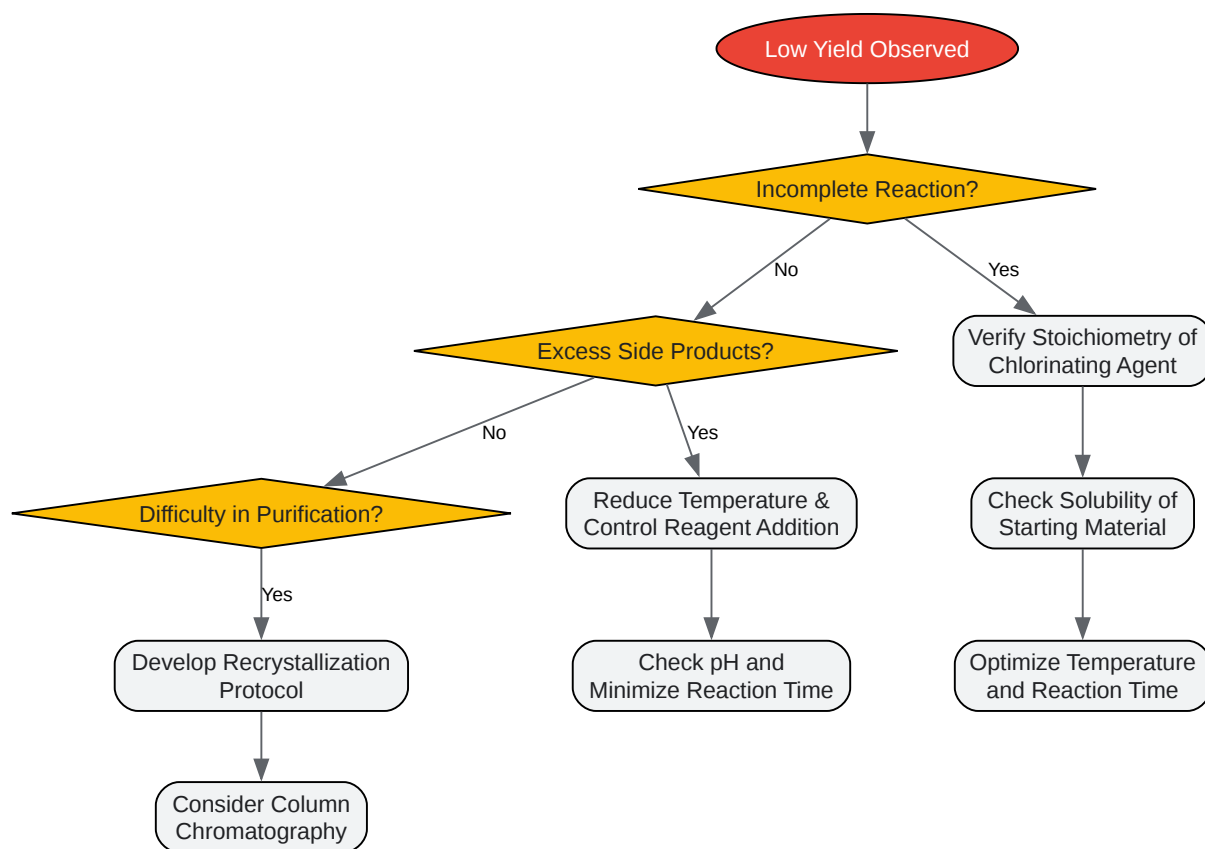 Low Yield Observed
Incomplete Reaction?
No
Yes
Excess Side Products?
Verify Stoichiometry of
Chlorinating Agent
No
Yes
Difficulty in Purification?
Reduce Temperature &
Control Reagent Addition
Check Solubility of
Starting Material
Yes
Develop Recrystallization
Protocol
Check pH and
Minimize Reaction Time
Optimize Temperature
and Reaction Time
Consider Column
Chromatography